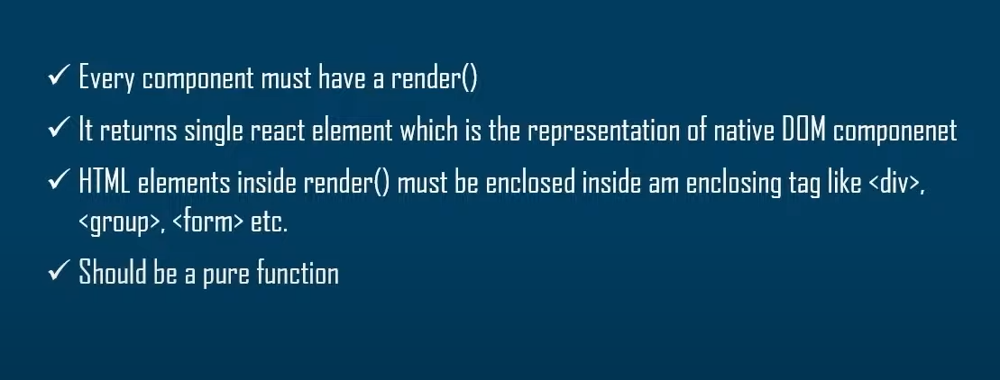 ✓ Every component must have a render()
✓ It returns single react element which is the representation of native DOM componenet
✓ HTML elements inside render() must be enclosed inside am enclosing tag like <div>,
<group>, <form> etc.
✓ Should be a pure function